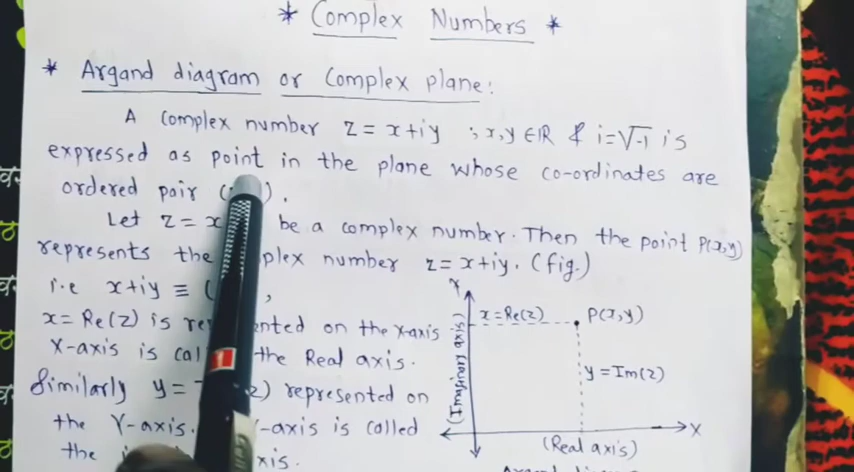 * Complex Numbers *
* Argand diagram or Complex plane:
A Complex number z = x+iy ; x,y ∈ ℝ & i=√-1 is
expressed as point in the plane whose co-ordinates are
ordered pair ( ).
Let z = x be a complex number. Then the point P(x,y)
represents the plex number z = x+iy. (fig.)
i.e x+iy ≡ ( ,
x = Re(z) is re ented on the x-axis
X-axis is cal the Real axis.
Similarly y = z) represented on
the Y-axis. -axis is called
the xis.
Y
(Imaginary axis)
x = Re(z)
P(x,y)
y = Im(z)
X
(Real axis)